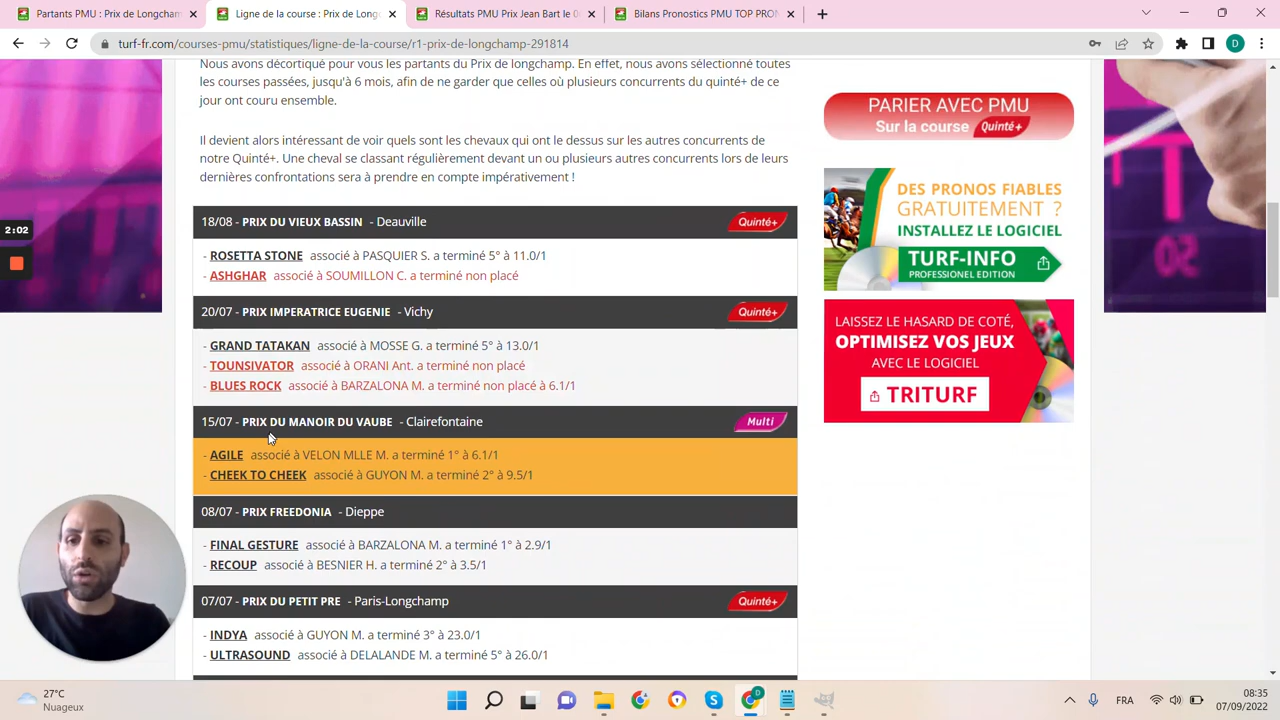 Partants PMU : Prix de Longcham
Ligne de la course : Prix de Long
Résultats PMU Prix Jean Bart le 0
Bilans Pronostics PMU TOP PRON
turf-fr.com/courses-pmu/statistiques/ligne-de-la-course/r1-prix-de-longchamp-291814
D
Nous avons décortiqué pour vous les partants du Prix de longchamp. En effet, nous avons sélectionné toutes
les courses passées, jusqu'à 6 mois, afin de ne garder que celles où plusieurs concurrents du quinté+ de ce
jour ont couru ensemble.
Il devient alors intéressant de voir quels sont les chevaux qui ont le dessus sur les autres concurrents de
notre Quinté+. Une cheval se classant régulièrement devant un ou plusieurs autres concurrents lors de leurs
dernières confrontations sera à prendre en compte impérativement !
2:02
18/08 - PRIX DU VIEUX BASSIN - Deauville Quinté+
- ROSETTA STONE associé à PASQUIER S. a terminé 5° à 11.0/1
- ASHGHAR associé à SOUMILLON C. a terminé non placé
20/07 - PRIX IMPERATRICE EUGENIE - Vichy Quinté+
- GRAND TATAKAN associé à MOSSE G. a terminé 5° à 13.0/1
- TOUNSIVATOR associé à ORANI Ant. a terminé non placé
- BLUES ROCK associé à BARZALONA M. a terminé non placé à 6.1/1
15/07 - PRIX DU MANOIR DU VAUBE - Clairefontaine Multi
- AGILE associé à VELON MLLE M. a terminé 1° à 6.1/1
- CHEEK TO CHEEK associé à GUYON M. a terminé 2° à 9.5/1
08/07 - PRIX FREEDONIA - Dieppe
- FINAL GESTURE associé à BARZALONA M. a terminé 1° à 2.9/1
- RECOUP associé à BESNIER H. a terminé 2° à 3.5/1
07/07 - PRIX DU PETIT PRE - Paris-Longchamp Quinté+
- INDYA associé à GUYON M. a terminé 3° à 23.0/1
- ULTRASOUND associé à DELALANDE M. a terminé 5° à 26.0/1
PARIER AVEC PMU
Sur la course Quinté+
DES PRONOS FIABLES
GRATUITEMENT ?
INSTALLEZ LE LOGICIEL
TURF-INFO
PROFESSIONEL EDITION
LAISSEZ LE HASARD DE COTÉ,
OPTIMISEZ VOS JEUX
AVEC LE LOGICIEL
TRITURF
27°C
Nuageux
D
FRA
08:35
07/09/2022